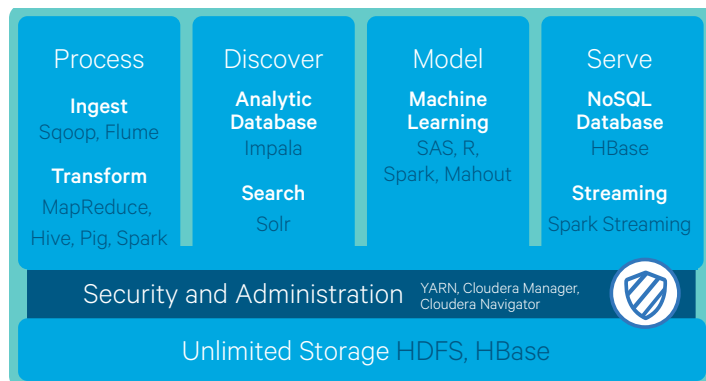 Process
Ingest
Sqoop, Flume
Transform
MapReduce,
Hive, Pig, Spark
Discover
Analytic
Database
Impala
Search
Solr
Model
Machine
Learning
SAS, R,
Spark, Mahout
Serve
NoSQL
Database
HBase
Streaming
Spark Streaming
Security and Administration YARN, Cloudera Manager,
Cloudera Navigator
Unlimited Storage HDFS, HBase